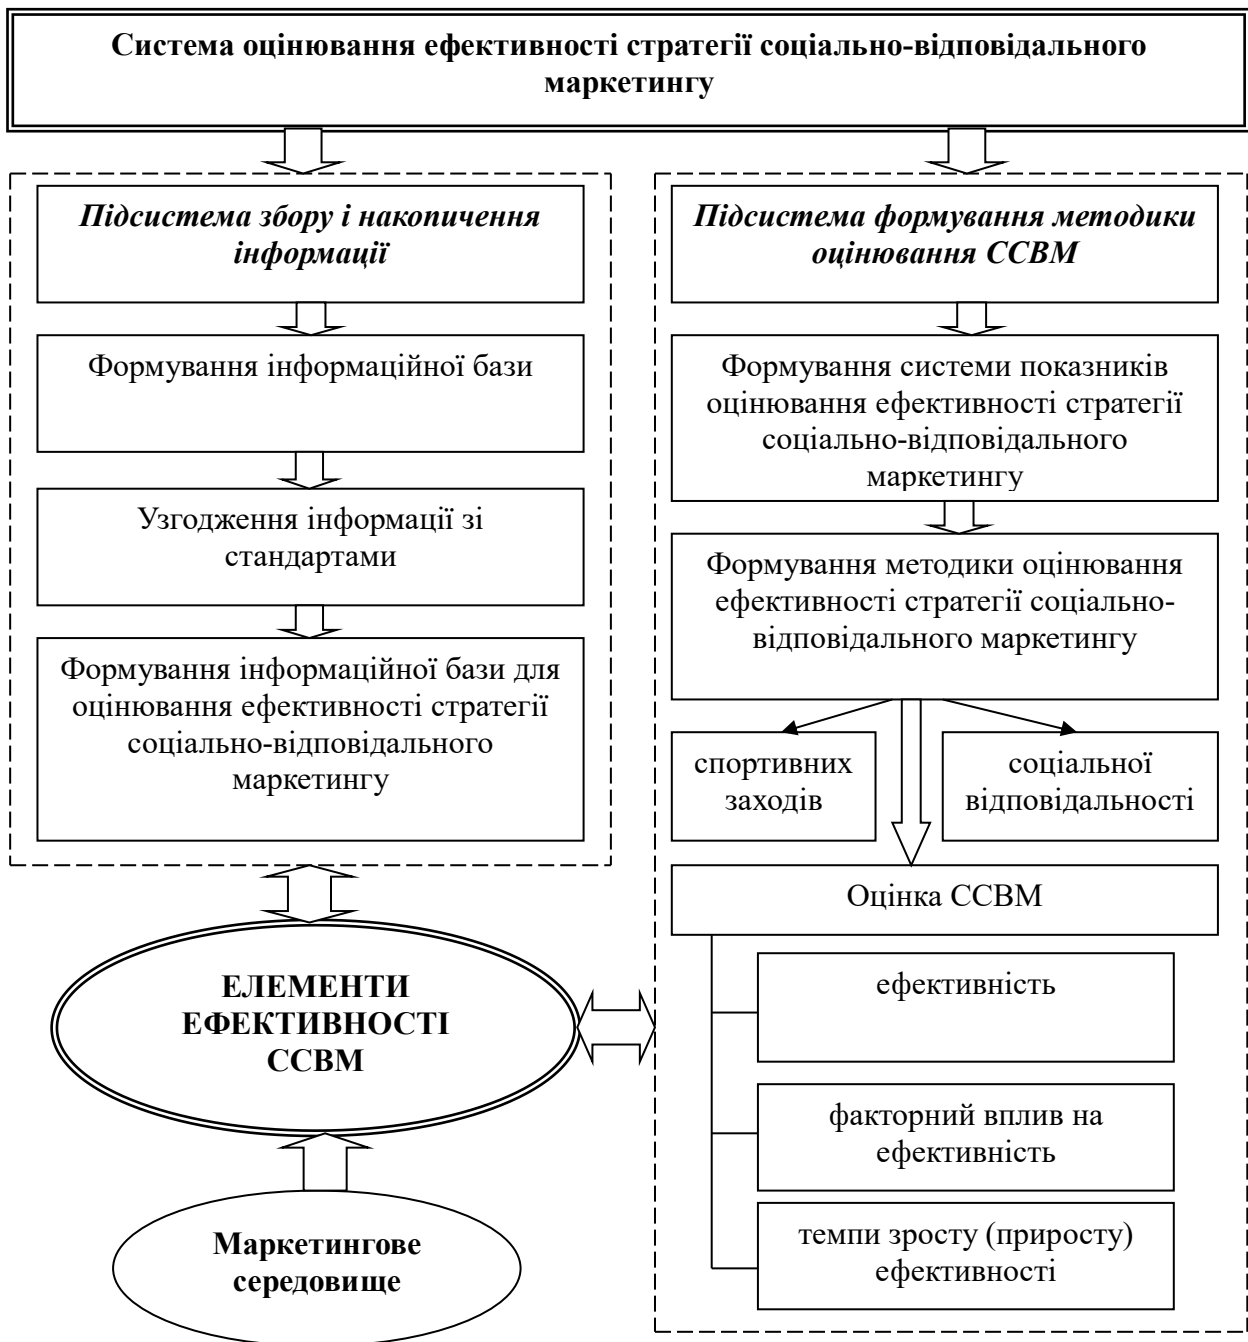 Система оцінювання ефективності стратегії соціально-відповідального
маркетингу
Підсистема збору і накопичення
інформації
Формування інформаційної бази
Узгодження інформації зі
стандартами
Формування інформаційної бази для
оцінювання ефективності стратегії
соціально-відповідального
маркетингу
ЕЛЕМЕНТИ
ЕФЕКТИВНОСТІ
ССВМ
Маркетингове
середовище
Підсистема формування методики
оцінювання ССВМ
Формування системи показників
оцінювання ефективності стратегії
соціально-відповідального
маркетингу
Формування методики оцінювання
ефективності стратегії соціально-
відповідального маркетингу
спортивних
заходів
соціальної
відповідальності
Оцінка ССВМ
ефективність
факторний вплив на
ефективність
темпи зросту (приросту)
ефективності